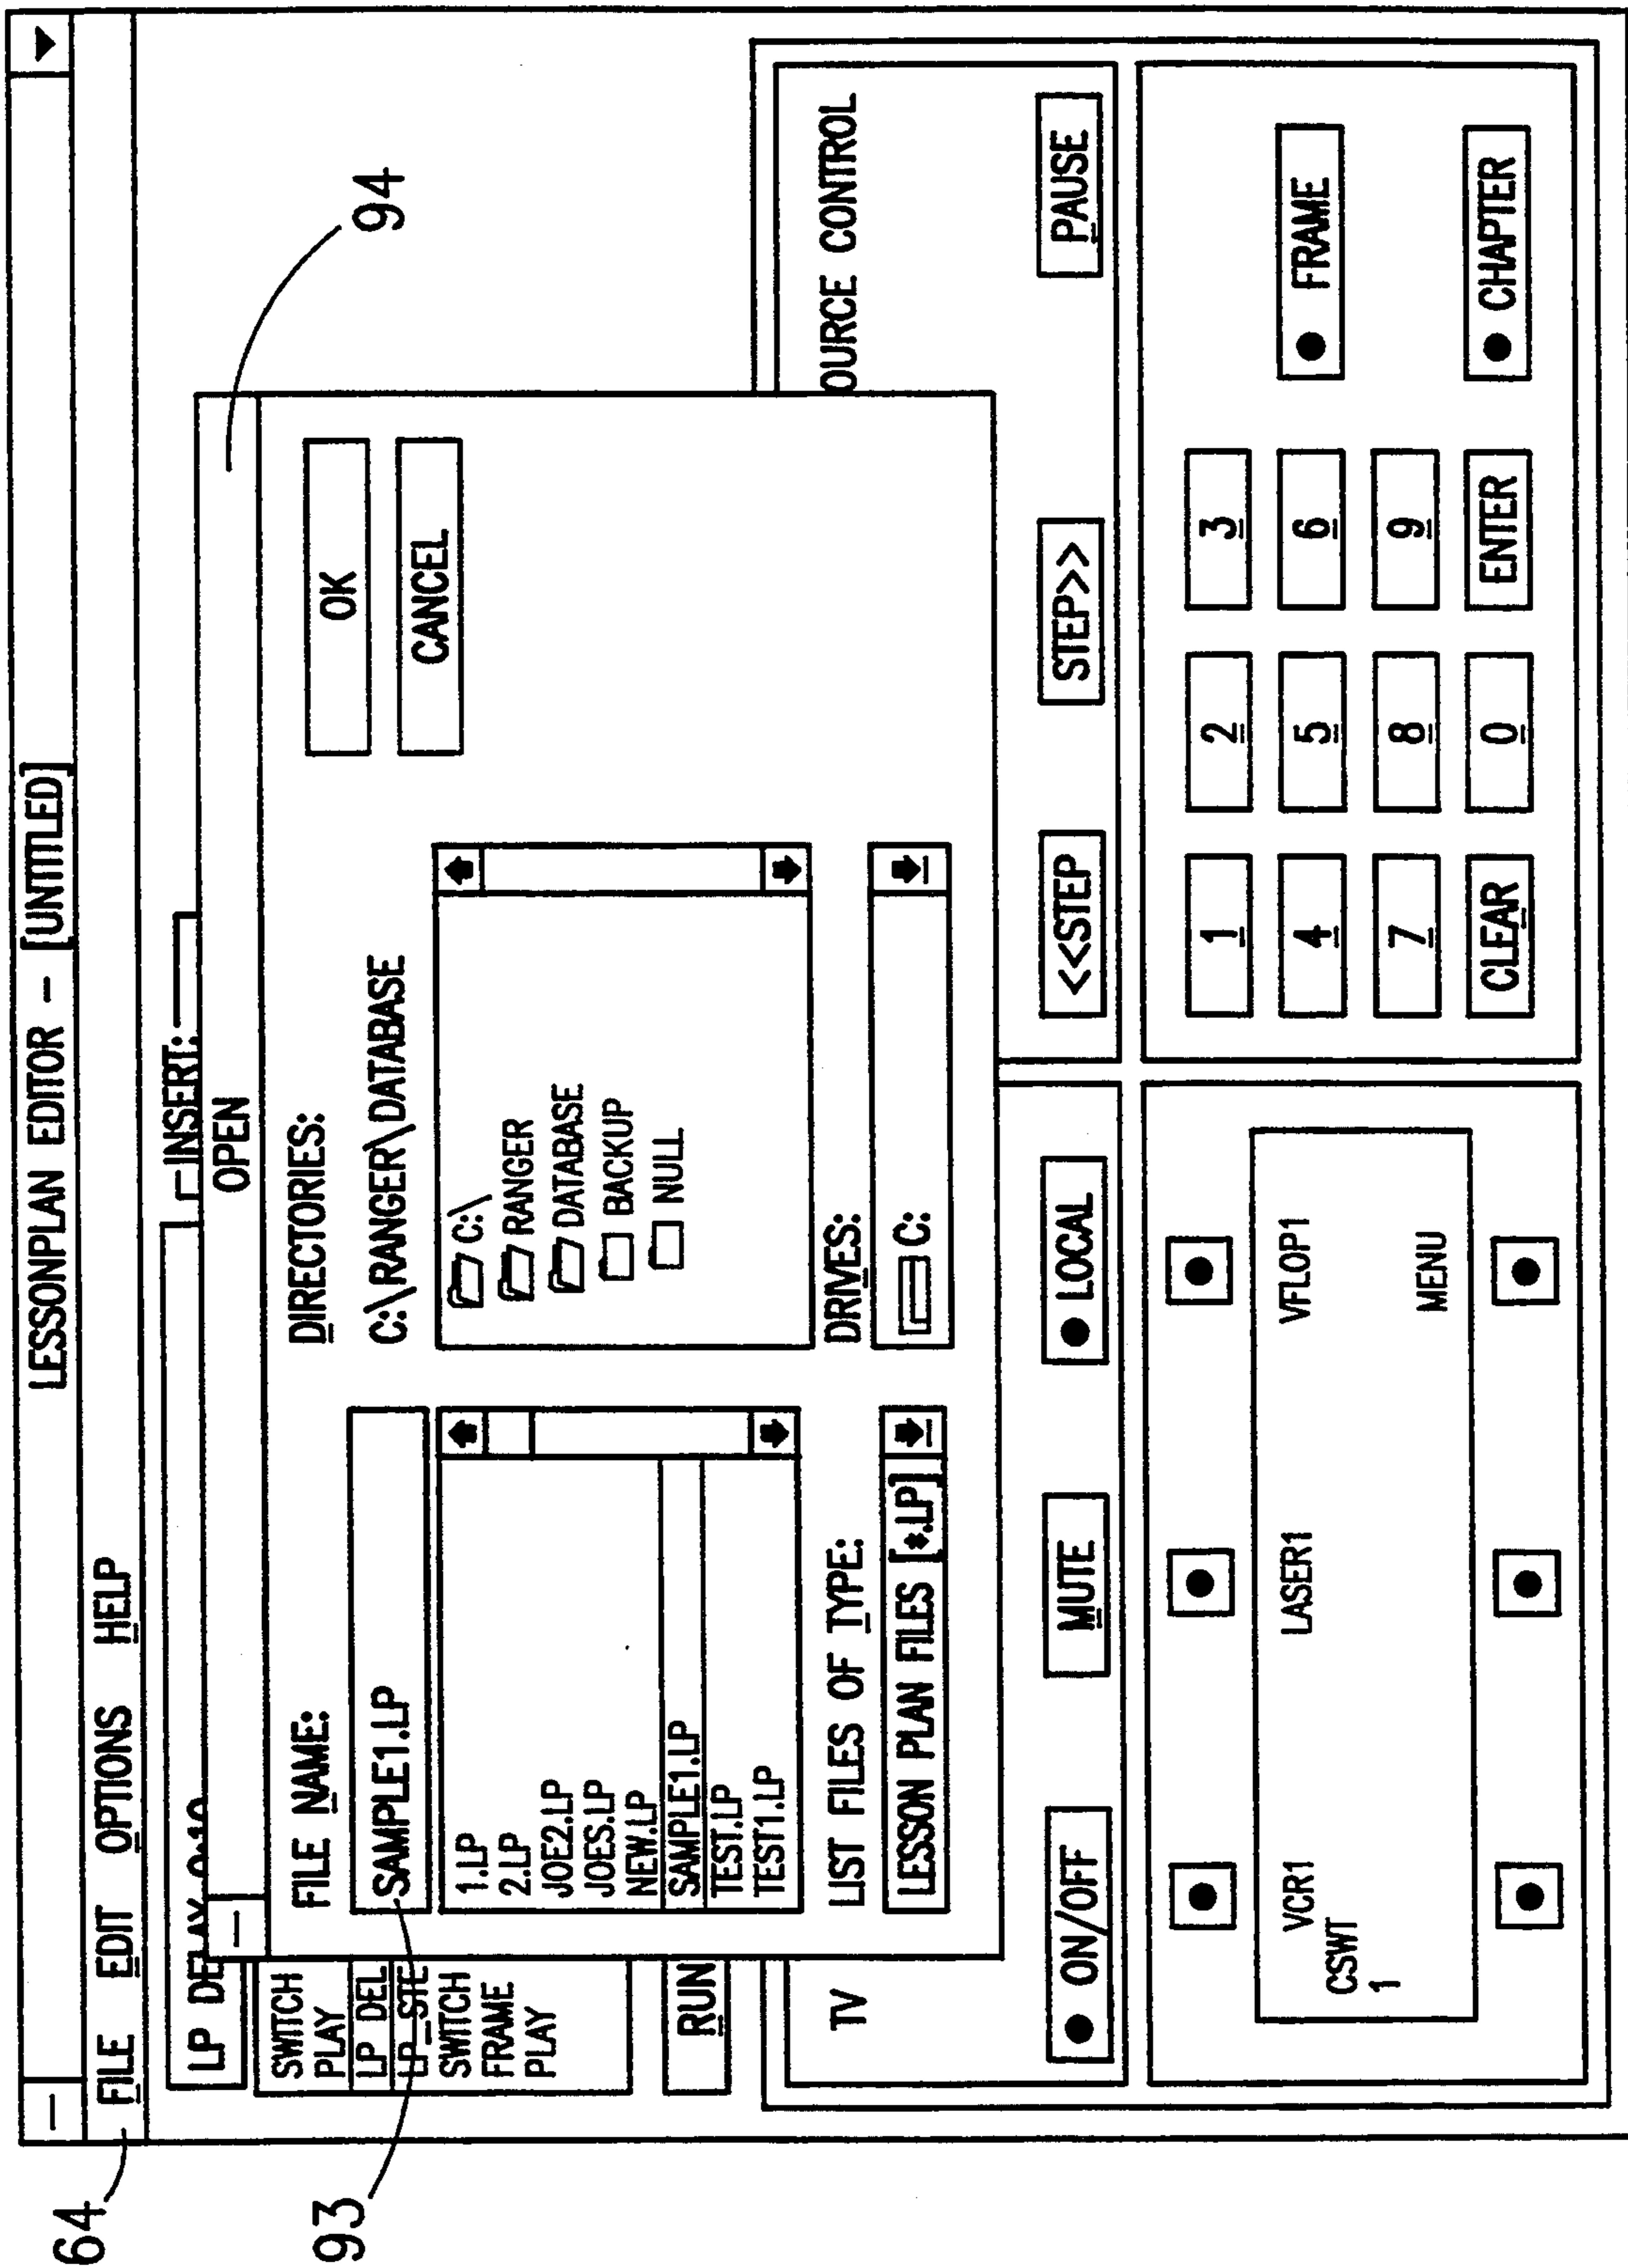 LESSONPLAN EDITOR - [UNTITLED]
64
FILE EDIT OPTIONS HELP
LP DELAY 0:10
INSERT:
OPEN
94
SWITCH
PLAY
LP DEL
LP_STE
SWITCH
FRAME
PLAY
RUN
93
FILE NAME:
SAMPLE1.LP
1.LP
2.LP
JOE2.LP
JOES.LP
NEW.LP
SAMPLE1.LP
TEST.LP
TEST1.LP
LIST FILES OF TYPE:
LESSON PLAN FILES [*.LP]
DIRECTORIES:
C:\RANGER\DATABASE
C:\
RANGER
DATABASE
BACKUP
NULL
DRIVES:
C:
OK
CANCEL
TV
OURCE CONTROL
ON/OFF MUTE LOCAL
<<STEP STEP>> PAUSE
VCR1 LASER1 VFLOP1
CSWT
1
MENU
1 2 3
4 5 6 FRAME
7 8 9
CLEAR 0 ENTER CHAPTER